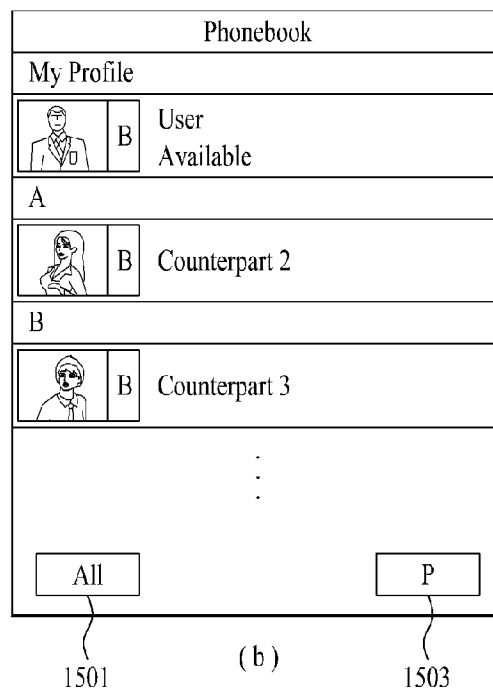 Phonebook
My Profile
B
User
Available
A
B
Counterpart 2
B
B
Counterpart 3
All
P
1501
(b)
1503